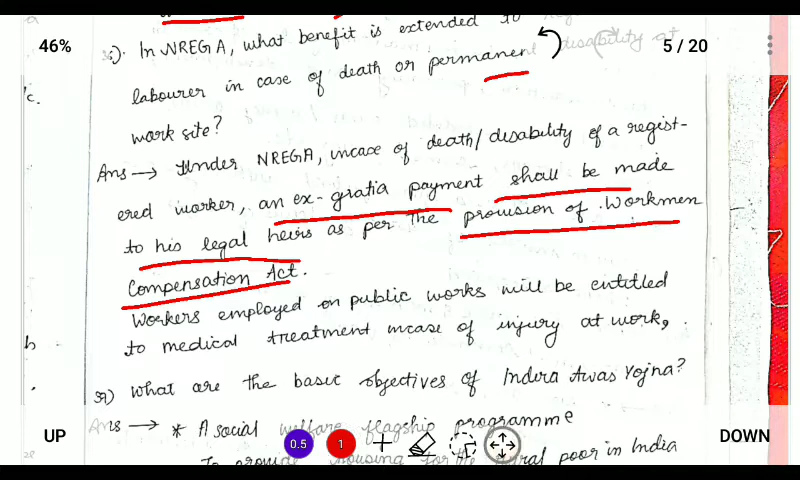 46%
5 / 20
In NREGA, what benefit is extended to
disability at
labourer in case of death or permanen
work site?
Ans → Under NREGA, incase of death/disability of a regist-
ered worker, an ex-gratia payment shall be made
to his legal heirs as per the provision of Workmen
Compensation Act.
Workers employed on public works will be entitled
to medical treatment incase of injury at work,
What are the basic objectives of Indira Awas Yojna?
Ans → * A social welfare flagship programme
UP
0.5
1
DOWN
To provide housing for the rural poor in India
'c.
h